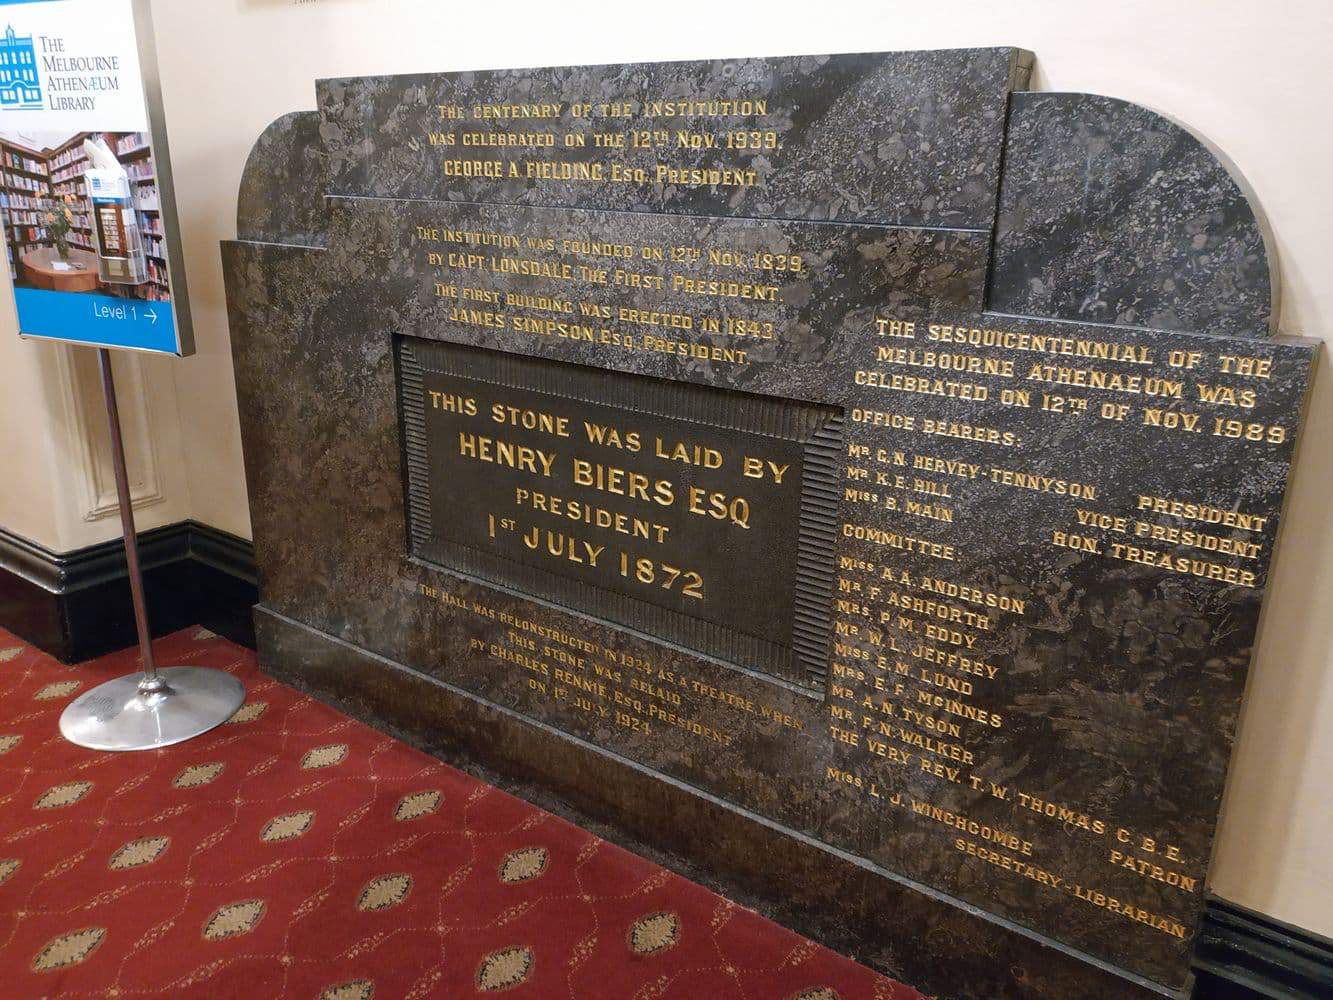 THE
MELBOURNE
ATHENÆUM
LIBRARY
Level 1 →
THE CENTENARY OF THE INSTITUTION
WAS CELEBRATED ON THE 12TH NOV. 1939.
GEORGE A. FIELDING, ESQ., PRESIDENT.
THE INSTITUTION WAS FOUNDED ON 12TH NOV. 1839.
BY CAPT. LONSDALE, THE FIRST PRESIDENT.
THE FIRST BUILDING WAS ERECTED IN 1843
JAMES SIMPSON, ESQ., PRESIDENT.
THIS STONE WAS LAID BY
HENRY BIERS ESQ
PRESIDENT
1ST JULY 1872
THE HALL WAS RECONSTRUCTED IN 1924 AS A THEATRE, WHEN
THIS STONE WAS RELAID
BY CHARLES RENNIE, ESQ., PRESIDENT
ON 1ST JULY 1924
THE SESQUICENTENNIAL OF THE
MELBOURNE ATHENAEUM WAS
CELEBRATED ON 12TH OF NOV. 1989
OFFICE BEARERS:
MR. G. N. HERVEY-TENNYSON PRESIDENT
MR. K. E. HILL VICE PRESIDENT
MISS B. MAIN HON. TREASURER
COMMITTEE.
MISS A. A. ANDERSON
MR. F. ASHFORTH
MRS. P. M. EDDY
MR. W. L. JEFFREY
MISS E. M. LUND
MRS. E. F. MCINNES
MR. A. N. TYSON
MR. F. N. WALKER
THE VERY REV. T. W. THOMAS C. B. E.
PATRON
MISS L. J. WINCHCOMBE
SECRETARY-LIBRARIAN